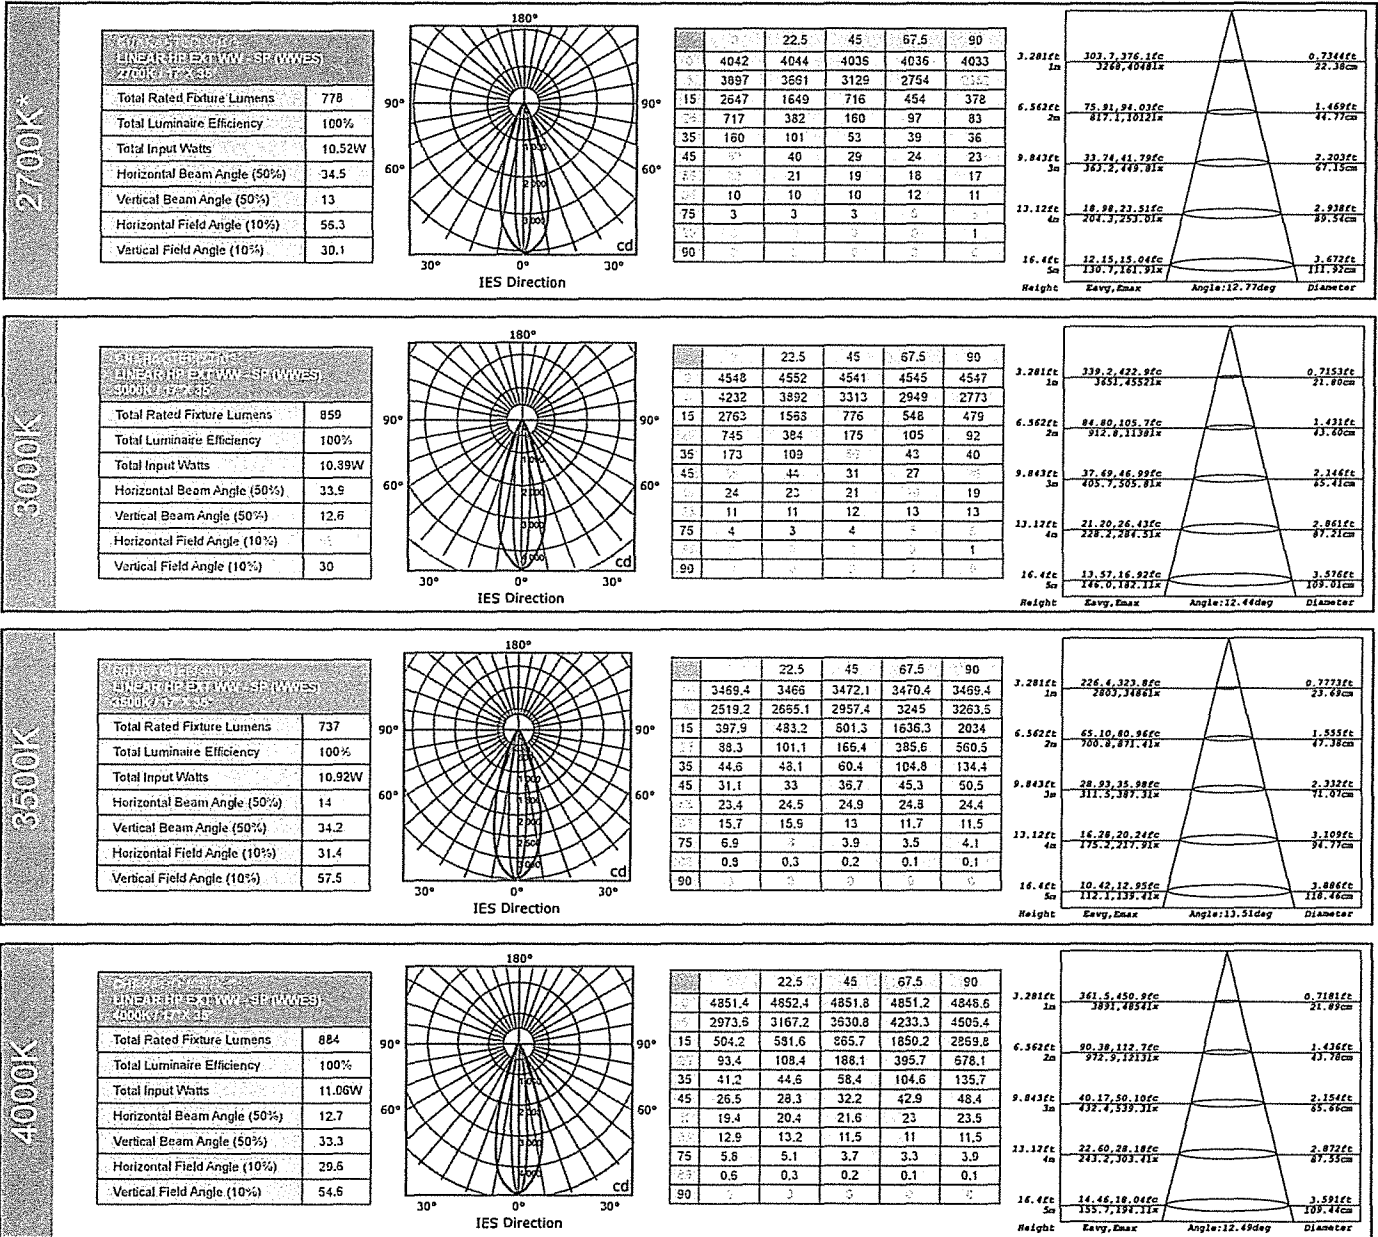 2700K*
LINEAR HP EXT WW - SP (WWES)
2700K / 17° X 35°
Total Rated Fixture Lumens 778
Total Luminaire Efficiency 100%
Total Input Watts 10.52W
Horizontal Beam Angle (50%) 34.5
Vertical Beam Angle (50%) 13
Horizontal Field Angle (10%) 55.3
Vertical Field Angle (10%) 30.1
180°
90° 90°
60° 60°
cd
30° 0° 30°
IES Direction
22.5 45 67.5 90
4042 4044 4036 4036 4033
3897 3661 3129 2754
15 2647 1649 716 454 378
717 382 160 97 83
35 160 101 53 39 36
45 40 29 24 23
21 19 18 17
10 10 10 12 11
75 3 3 3
1
90
3.281ft 303.7,376.1fc 0.7344ft
1m 3268,4048lx 22.38cm
6.562ft 75.91,94.03fc 1.469ft
2m 817.1,1012lx 44.77cm
9.843ft 33.74,41.79fc 2.203ft
3m 363.2,449.8lx 67.15cm
13.12ft 18.98,23.51fc 2.938ft
4m 204.3,253.0lx 89.54cm
16.4ft 12.15,15.04fc 3.672ft
5m 130.7,161.9lx 111.92cm
Height Eavg,Emax Angle:12.77deg Diameter
3000K
LINEAR HP EXT WW - SP (WWES)
3000K / 17° X 35°
Total Rated Fixture Lumens 859
Total Luminaire Efficiency 100%
Total Input Watts 10.89W
Horizontal Beam Angle (50%) 33.9
Vertical Beam Angle (50%) 12.6
Horizontal Field Angle (10%)
Vertical Field Angle (10%) 30
180°
90° 90°
60° 60°
cd
30° 0° 30°
IES Direction
22.5 45 67.5 90
4548 4552 4541 4545 4547
4232 3892 3313 2949 2773
15 2763 1563 776 548 479
745 384 175 105 92
35 173 109 43 40
45 44 31 27
24 23 21 19
11 11 12 13 13
75 4 3 4
1
90
3.281ft 339.2,422.9fc 0.7153ft
1m 3651,4552lx 21.80cm
6.562ft 84.80,105.7fc 1.431ft
2m 912.8,1138lx 43.60cm
9.843ft 37.69,46.99fc 2.146ft
3m 405.7,505.8lx 65.41cm
13.12ft 21.20,26.43fc 2.861ft
4m 228.2,284.5lx 87.21cm
16.4ft 13.57,16.92fc 3.576ft
5m 146.0,182.1lx 109.01cm
Height Eavg,Emax Angle:12.44deg Diameter
3500K
LINEAR HP EXT WW - SP (WWES)
3500K / 17° X 35°
Total Rated Fixture Lumens 737
Total Luminaire Efficiency 100%
Total Input Watts 10.92W
Horizontal Beam Angle (50%) 14
Vertical Beam Angle (50%) 34.2
Horizontal Field Angle (10%) 31.4
Vertical Field Angle (10%) 57.5
180°
90° 90°
60° 60°
cd
30° 0° 30°
IES Direction
22.5 45 67.5 90
3469.4 3466 3472.1 3470.4 3469.4
2519.2 2665.1 2957.4 3245 3263.6
15 397.9 483.2 801.3 1636.3 2034
88.3 101.1 166.4 385.6 560.5
35 44.6 48.1 60.4 104.8 134.4
45 31.1 33 36.7 45.3 50.5
23.4 24.5 24.9 24.8 24.4
15.7 15.9 13 11.7 11.5
75 6.9 3.9 3.5 4.1
0.9 0.3 0.2 0.1 0.1
90
3.281ft 226.4,323.8fc 0.7773ft
1m 2803,3486lx 23.69cm
6.562ft 65.10,80.96fc 1.555ft
2m 700.8,871.4lx 47.38cm
9.843ft 28.93,35.98fc 2.332ft
3m 311.5,387.3lx 71.07cm
13.12ft 16.28,20.24fc 3.109ft
4m 175.2,217.9lx 94.77cm
16.4ft 10.42,12.95fc 3.886ft
5m 112.1,139.4lx 118.46cm
Height Eavg,Emax Angle:13.51deg Diameter
4000K
LINEAR HP EXT WW - SP (WWES)
4000K / 17° X 35°
Total Rated Fixture Lumens 884
Total Luminaire Efficiency 100%
Total Input Watts 11.06W
Horizontal Beam Angle (50%) 12.7
Vertical Beam Angle (50%) 33.3
Horizontal Field Angle (10%) 29.6
Vertical Field Angle (10%) 54.6
180°
90° 90°
60° 60°
cd
30° 0° 30°
IES Direction
22.5 45 67.5 90
4851.4 4852.4 4851.8 4851.2 4848.6
2973.6 3167.2 3630.8 4233.3 4505.4
15 504.2 581.6 865.7 1850.2 2869.8
93.4 108.4 188.1 395.7 678.1
35 41.2 44.6 58.4 104.6 135.7
45 26.5 28.3 32.2 42.9 48.4
19.4 20.4 21.6 23 23.5
12.9 13.2 11.5 11 11.5
75 5.8 5.1 3.7 3.3 3.9
0.6 0.3 0.2 0.1 0.1
90
3.281ft 361.5,450.9fc 0.7181ft
1m 3891,4854lx 21.89cm
6.562ft 90.38,112.7fc 1.436ft
2m 972.9,1213lx 43.78cm
9.843ft 40.17,50.10fc 2.154ft
3m 432.4,539.3lx 65.66cm
13.12ft 22.60,28.18fc 2.872ft
4m 243.2,303.4lx 87.55cm
16.4ft 14.46,18.04fc 3.591ft
5m 155.7,194.1lx 109.44cm
Height Eavg,Emax Angle:12.49deg Diameter